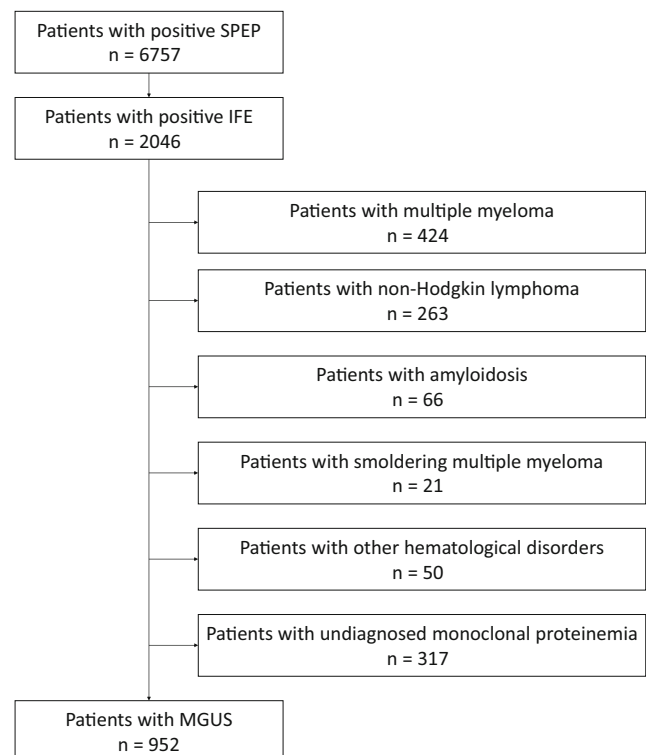 Patients with positive SPEP
n = 6757
Patients with positive IFE
n = 2046
Patients with multiple myeloma
n = 424
Patients with non-Hodgkin lymphoma
n = 263
Patients with amyloidosis
n = 66
Patients with smoldering multiple myeloma
n = 21
Patients with other hematological disorders
n = 50
Patients with undiagnosed monoclonal proteinemia
n = 317
Patients with MGUS
n = 952